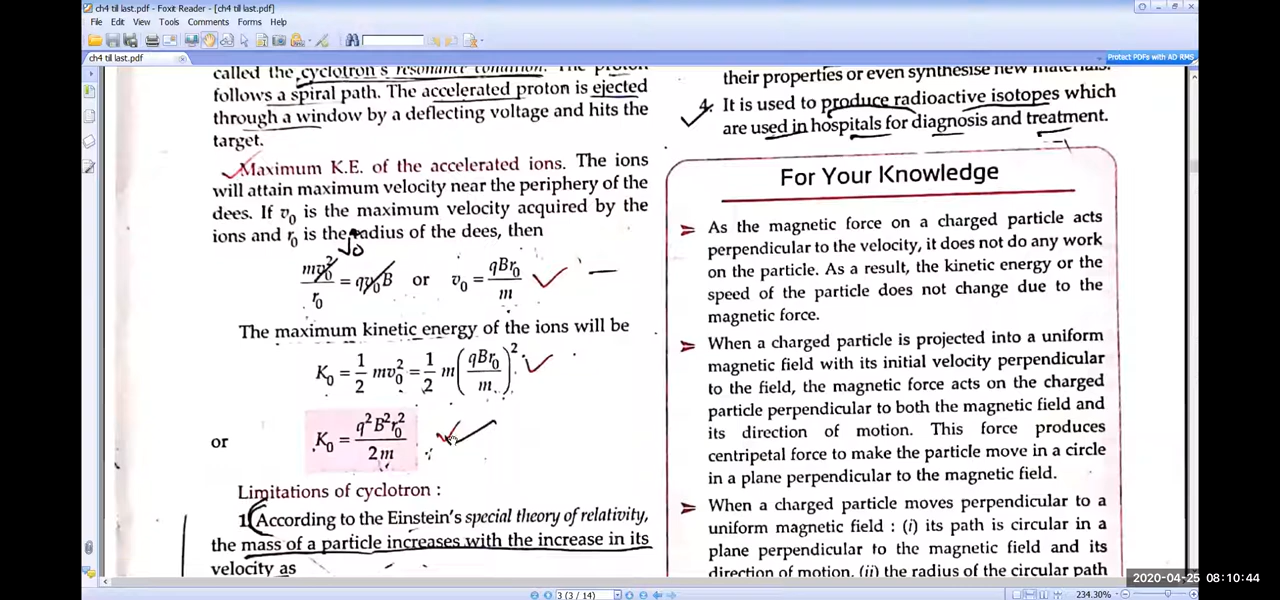 ch4 till last.pdf - Foxit Reader - [ch4 till last.pdf]
File Edit View Tools Comments Forms Help
ch4 till last.pdf
Protect PDFs with AD RMS
called the cyclotron's resonance condition. The proton
follows a spiral path. The accelerated proton is ejected
through a window by a deflecting voltage and hits the
target.
Maximum K.E. of the accelerated ions. The ions
will attain maximum velocity near the periphery of the
dees. If v₀ is the maximum velocity acquired by the
ions and r₀ is the radius of the dees, then
mv₀²/r₀ = qv₀B or v₀ = qBr₀/m
The maximum kinetic energy of the ions will be
K₀ = 1/2 mv₀² = 1/2 m(qBr₀/m)²
or K₀ = q²B²r₀²/2m
Limitations of cyclotron :
1. According to the Einstein's special theory of relativity,
the mass of a particle increases with the increase in its
velocity as
their properties or even synthesise new materials.
4. It is used to produce radioactive isotopes which
are used in hospitals for diagnosis and treatment.
For Your Knowledge
➢ As the magnetic force on a charged particle acts
perpendicular to the velocity, it does not do any work
on the particle. As a result, the kinetic energy or the
speed of the particle does not change due to the
magnetic force.
➢ When a charged particle is projected into a uniform
magnetic field with its initial velocity perpendicular
to the field, the magnetic force acts on the charged
particle perpendicular to both the magnetic field and
its direction of motion. This force produces
centripetal force to make the particle move in a circle
in a plane perpendicular to the magnetic field.
➢ When a charged particle moves perpendicular to a
uniform magnetic field : (i) its path is circular in a
plane perpendicular to the magnetic field and its
direction of motion. (ii) the radius of the circular path
2020-04-25 08:10:44
3 (3 / 14)
234.30%